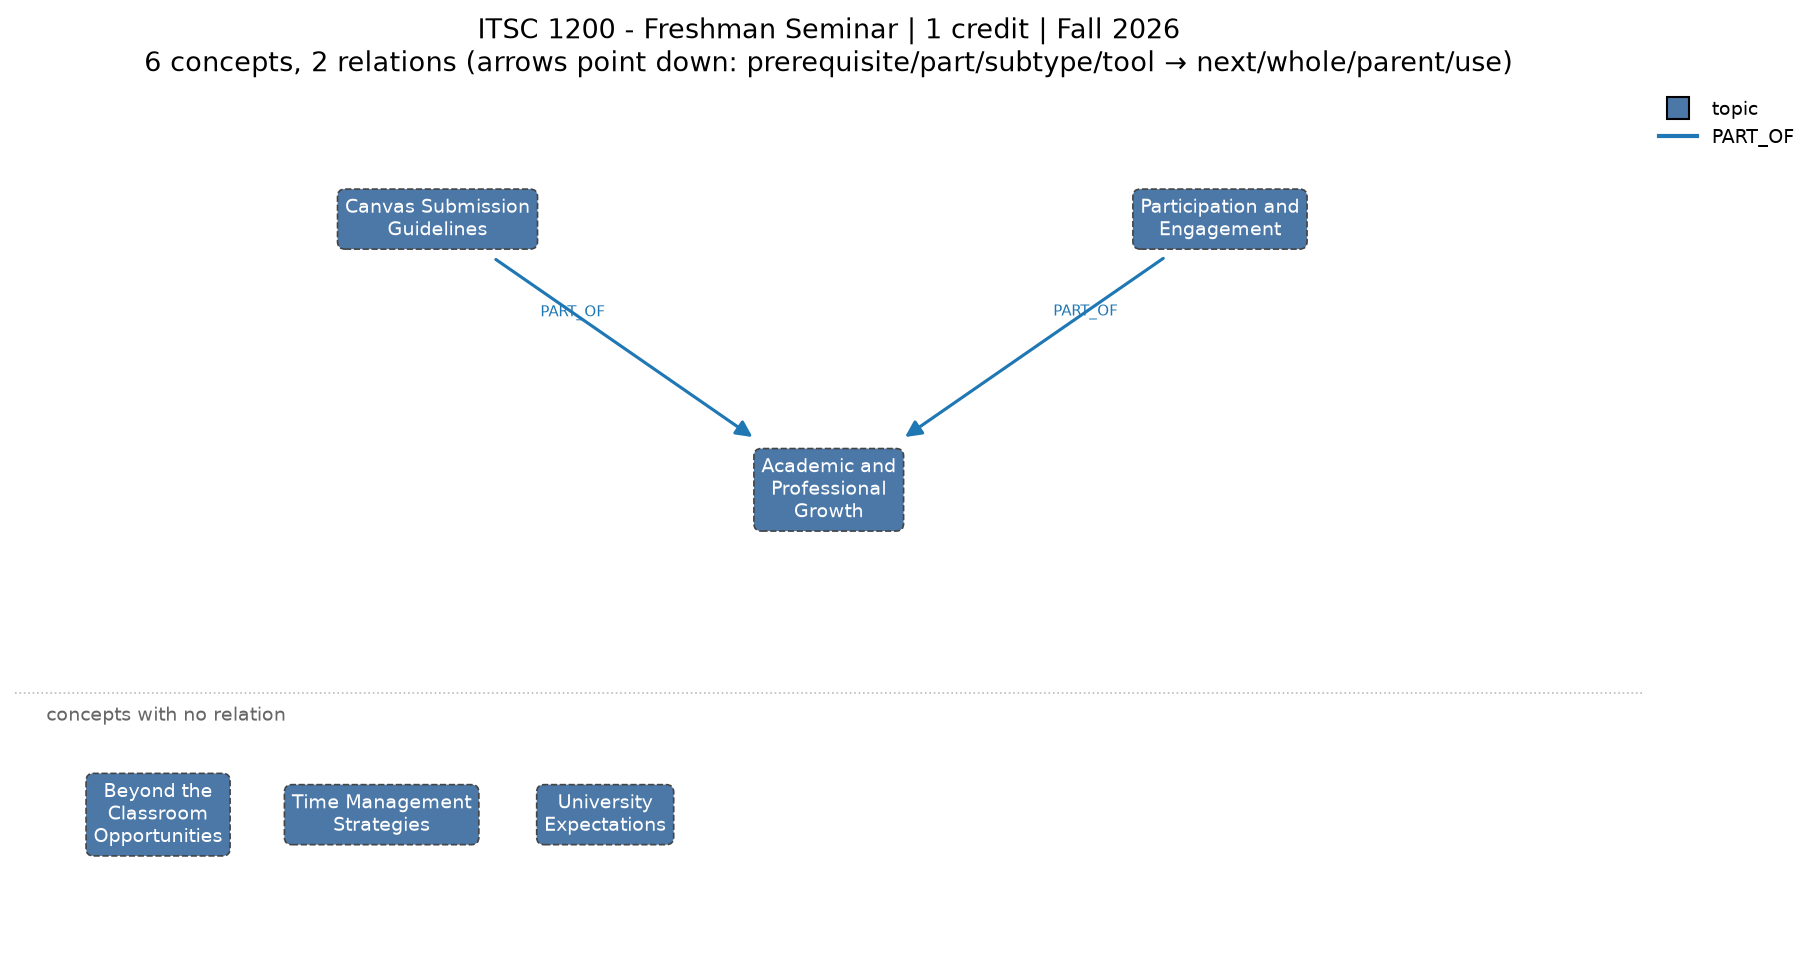 ITSC 1200 - Freshman Seminar | 1 credit | Fall 2026
6 concepts, 2 relations (arrows point down: prerequisite/part/subtype/tool → next/whole/parent/use)
topic
PART_OF
Canvas Submission
Guidelines
Participation and
Engagement
PART_OF
PART_OF
Academic and
Professional
Growth
concepts with no relation
Beyond the
Classroom
Opportunities
Time Management
Strategies
University
Expectations